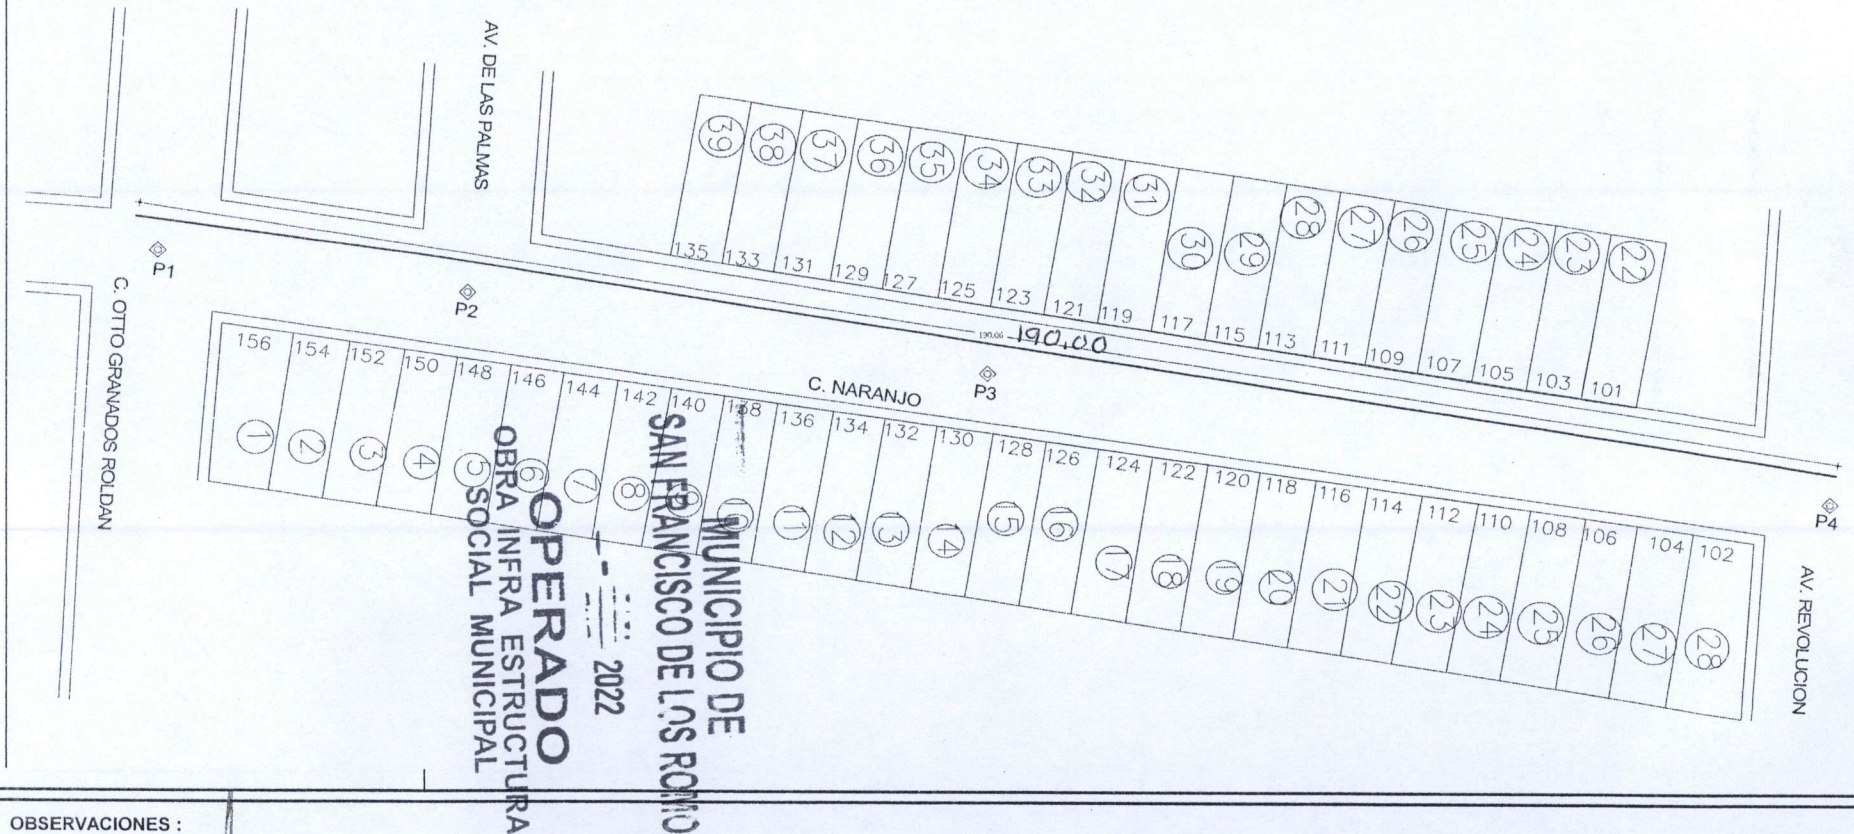 AV. DE LAS PALMAS
39 38 37 36 35 34 33 32 31 30 29 28 27 26 25 24 23 22
135 133 131 129 127 125 123 121 119 117 115 113 111 109 107 105 103 101
P1
P2
190.06 190.00
P3
C. NARANJO
P4
C. OTTO GRANADOS ROLDAN
156 154 152 150 148 146 144 142 140 138 136 134 132 130 128 126 124 122 120 118 116 114 112 110 108 106 104 102
1 2 3 4 5 6 7 8 9 10 11 12 13 14 15 16 17 18 19 20 21 22 23 24 25 26 27 28
AV. REVOLUCION
MUNICIPIO DE
SAN FRANCISCO DE LOS ROMO
2022
OPERADO
OBRA INFRA ESTRUCTURA
SOCIAL MUNICIPAL
OBSERVACIONES :